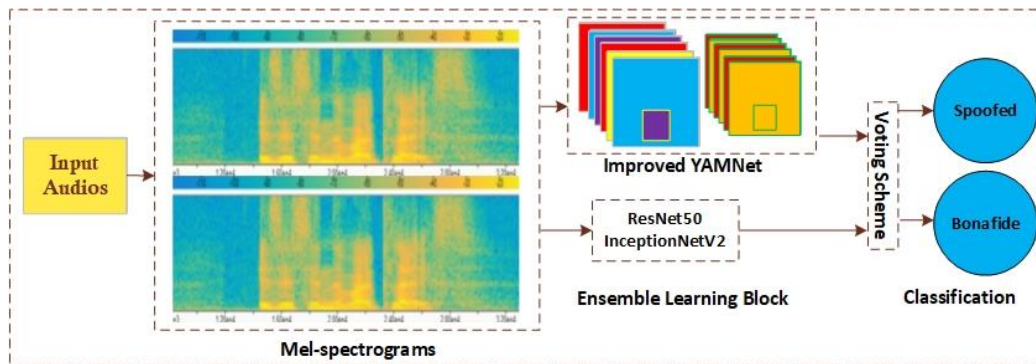 Input
Audios
Mel-spectrograms
Improved YAMNet
ResNet50
InceptionNetV2
Ensemble Learning Block
Voting Scheme
Spoofed
Bonafide
Classification